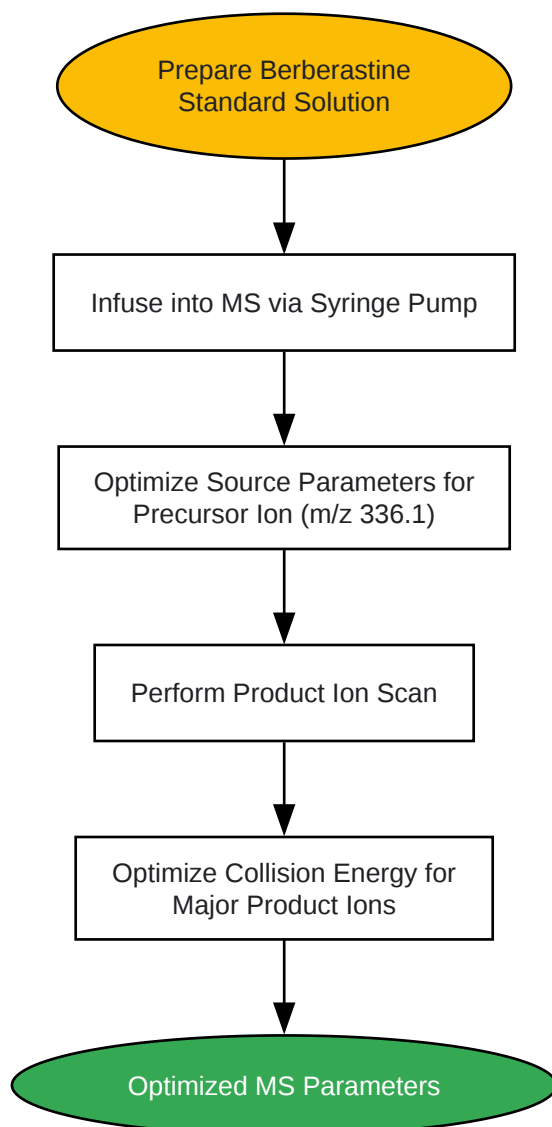 Prepare Berberastine
Standard Solution
Infuse into MS via Syringe Pump
Optimize Source Parameters for
Precursor Ion (m/z 336.1)
Perform Product Ion Scan
Optimize Collision Energy for
Major Product Ions
Optimized MS Parameters